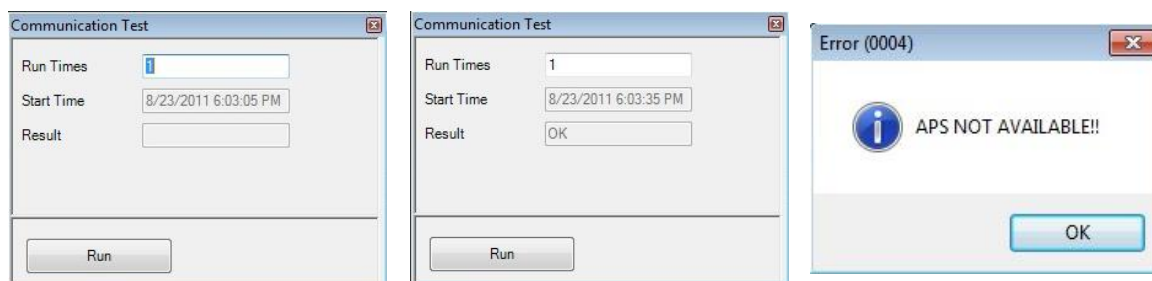 Communication Test
Run Times 1
Start Time 8/23/2011 6:03:05 PM
Result
Run
Communication Test
Run Times 1
Start Time 8/23/2011 6:03:35 PM
Result OK
Run
Error (0004)
APS NOT AVAILABLE!!
OK